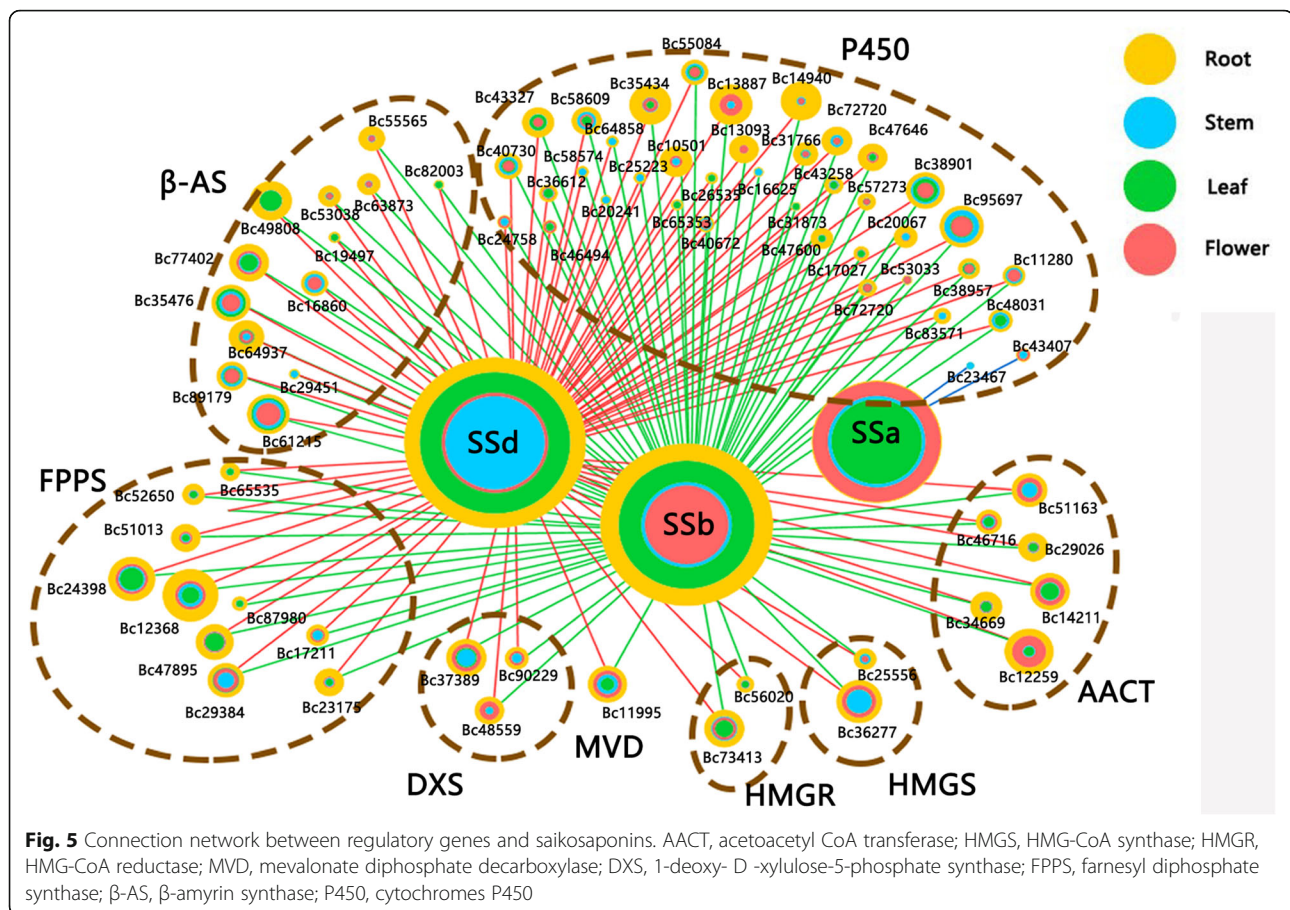 P450
Root
Stem
Leaf
Flower
β-AS
Bc55084
Bc35434
Bc13887
Bc14940
Bc43327
Bc58609
Bc72720
Bc55565
Bc64858
Bc13093
Bc31766
Bc47646
Bc82003
Bc40730
Bc58574
Bc25223
Bc10501
Bc43258
Bc38901
Bc53038
Bc63873
Bc36612
Bc26535
Bc16625
Bc57273
Bc95697
Bc49808
Bc20241
Bc65353
Bc31873
Bc20067
Bc19497
Bc24758
Bc46494
Bc40672
Bc47600
Bc77402
Bc17027
Bc53033
Bc11280
Bc16860
Bc72720
Bc38957
Bc35476
Bc48031
Bc83571
Bc64937
Bc43407
Bc29451
Bc23467
Bc89179
SSd
SSa
Bc61215
FPPS
Bc65535
Bc52650
Bc51163
SSb
Bc51013
Bc46716
Bc29026
Bc24398
Bc14211
Bc87980
Bc12368
Bc34669
Bc17211
Bc47895
Bc12259
Bc37389
Bc90229
Bc25556
Bc56020
AACT
Bc29384
Bc23175
Bc11995
Bc48559
Bc36277
Bc73413
MVD
DXS
HMGS
HMGR
Fig. 5 Connection network between regulatory genes and saikosaponins. AACT, acetoacetyl CoA transferase; HMGS, HMG-CoA synthase; HMGR,
HMG-CoA reductase; MVD, mevalonate diphosphate decarboxylase; DXS, 1-deoxy- D -xylulose-5-phosphate synthase; FPPS, farnesyl diphosphate
synthase; β-AS, β-amyrin synthase; P450, cytochromes P450